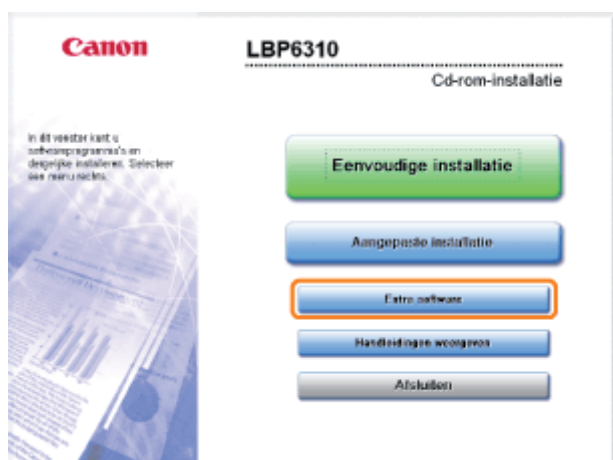 Canon
LBP6310
Cd-rom-installatie
In dit venster kunt u
softwareprogramma's en
dergelijke installeren. Selecteer
een menu rechts.
Eenvoudige installatie
Aangepaste installatie
Extra software
Handleidingen weergeven
Afsluiten